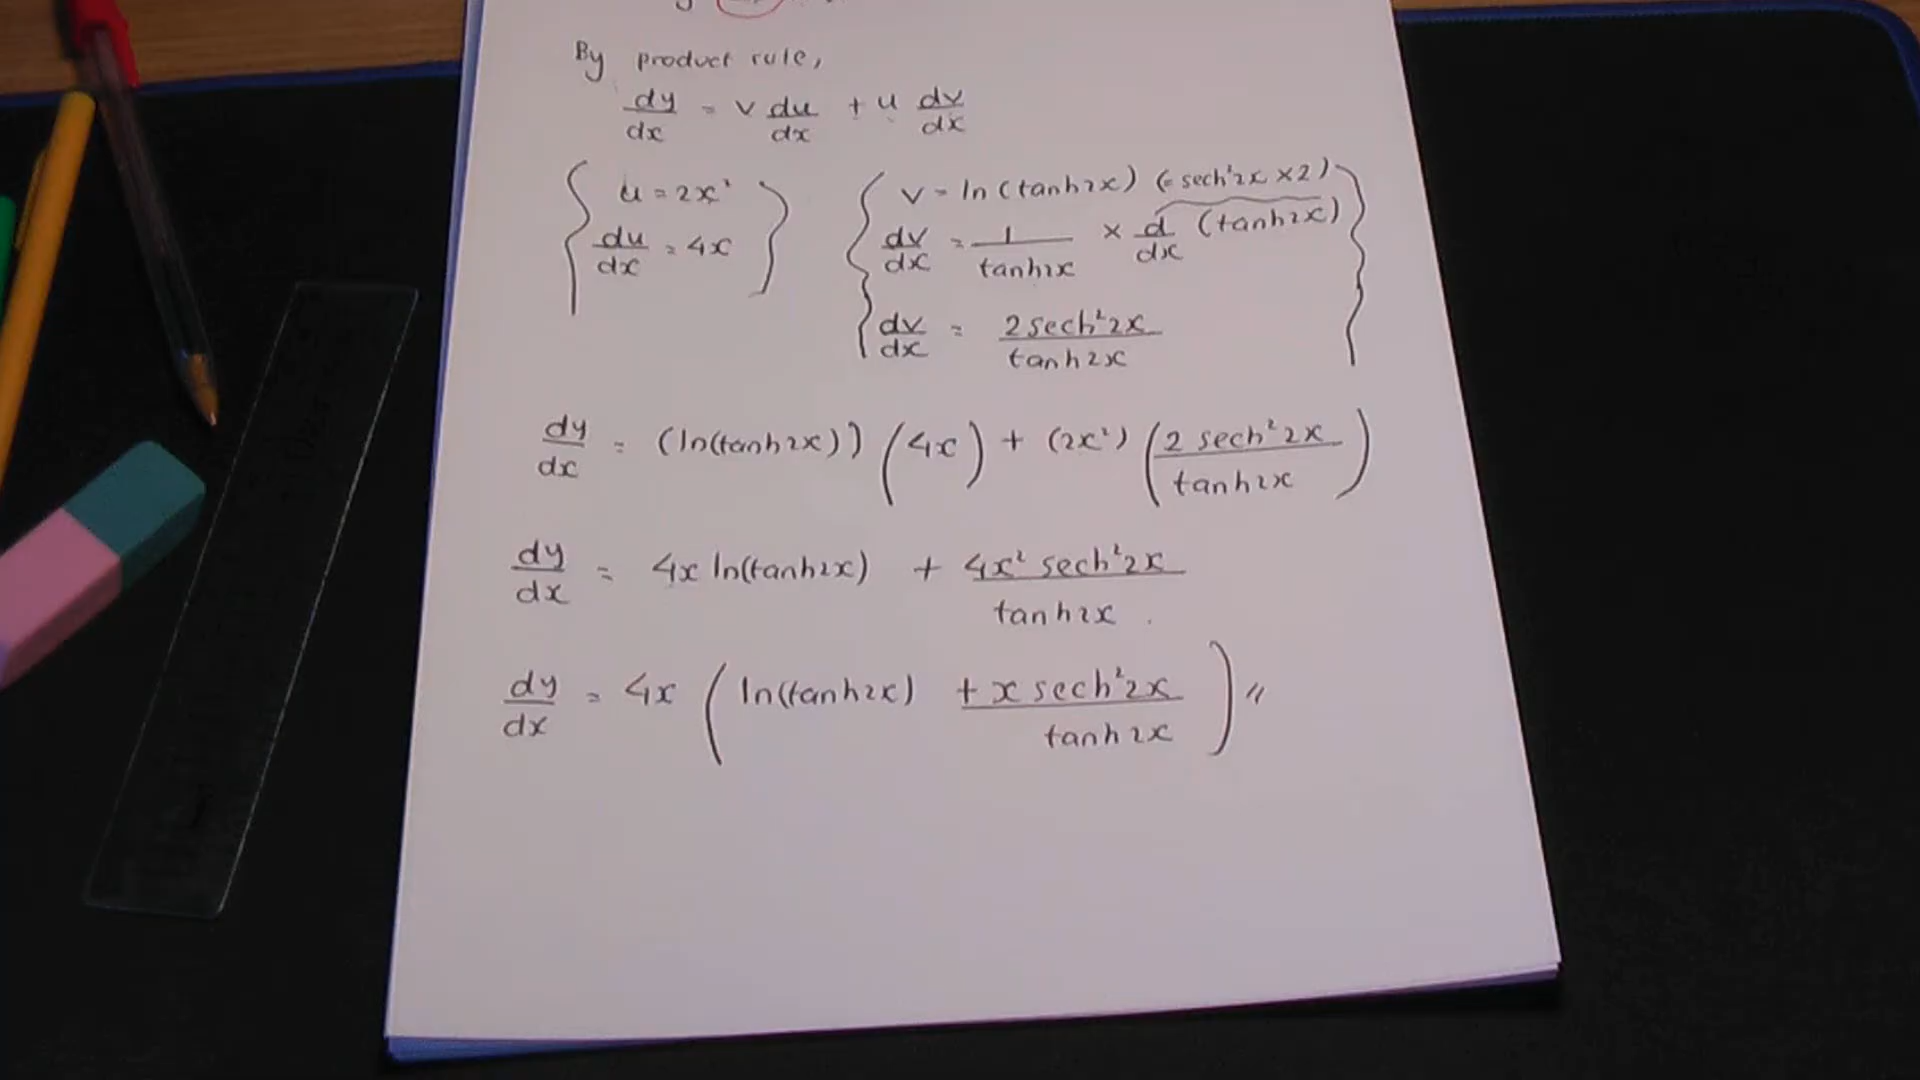 By product rule,
dy/dx = v du/dx + u dv/dx
u = 2x² v = ln(tanh2x) (= sech²2x × 2)
du/dx = 4x dv/dx = 1/tanh2x × d/dx (tanh2x)
dv/dx = 2sech²2x/tanh2x
dy/dx = (ln(tanh2x)) (4x) + (2x²) (2 sech²2x/tanh2x)
dy/dx = 4x ln(tanh2x) + 4x² sech²2x/tanh2x
dy/dx = 4x (ln(tanh2x) + x sech²2x/tanh2x) //